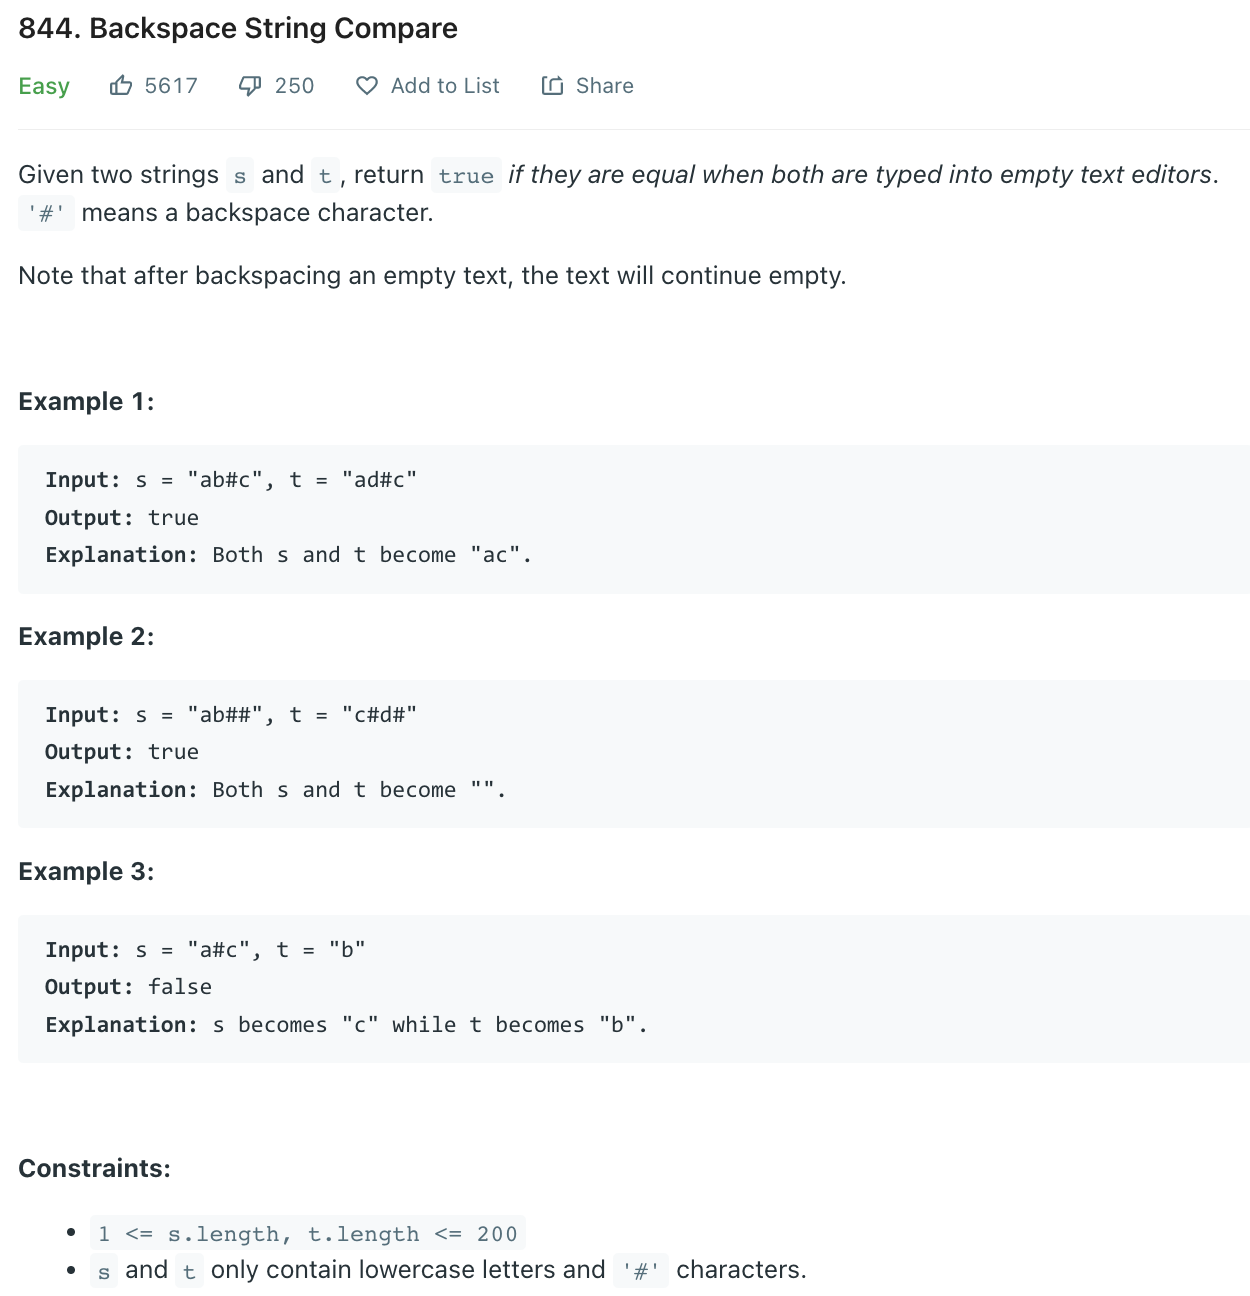 844. Backspace String Compare
Easy 5617 250 Add to List Share
Given two strings s and t, return true if they are equal when both are typed into empty text editors.
'#' means a backspace character.
Note that after backspacing an empty text, the text will continue empty.
Example 1:
Input: s = "ab#c", t = "ad#c"
Output: true
Explanation: Both s and t become "ac".
Example 2:
Input: s = "ab##", t = "c#d#"
Output: true
Explanation: Both s and t become "".
Example 3:
Input: s = "a#c", t = "b"
Output: false
Explanation: s becomes "c" while t becomes "b".
Constraints:
• 1 <= s.length, t.length <= 200
• s and t only contain lowercase letters and '#' characters.